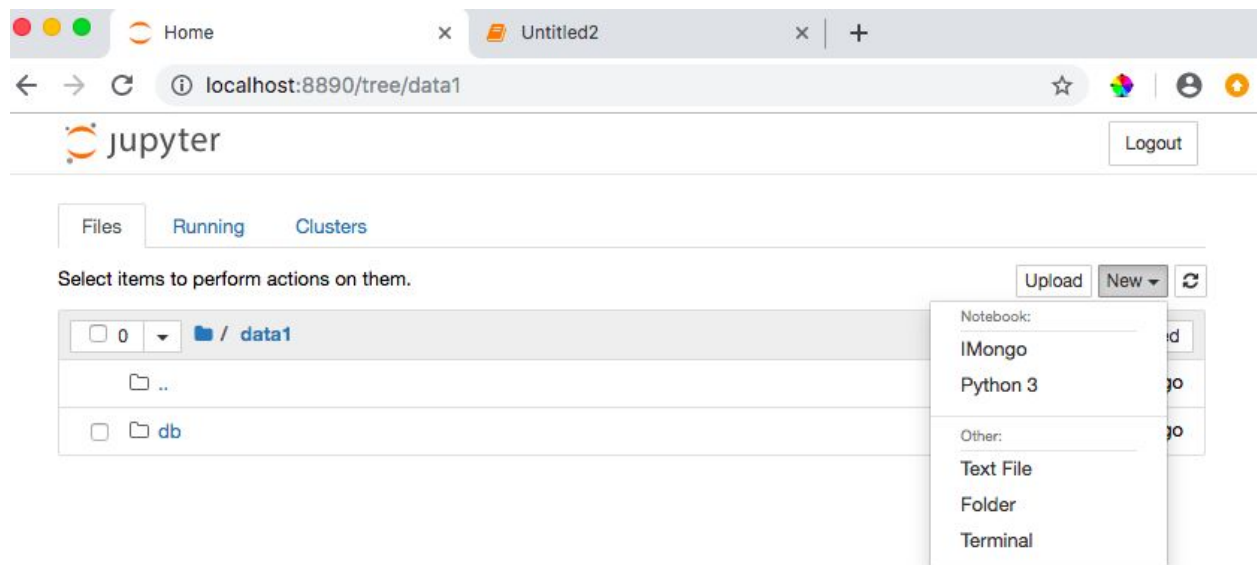 Home
Untitled2
localhost:8890/tree/data1
jupyter
Logout
Files Running Clusters
Select items to perform actions on them.
Upload New
0 / data1
..
db
Notebook:
IMongo
Python 3
Other:
Text File
Folder
Terminal